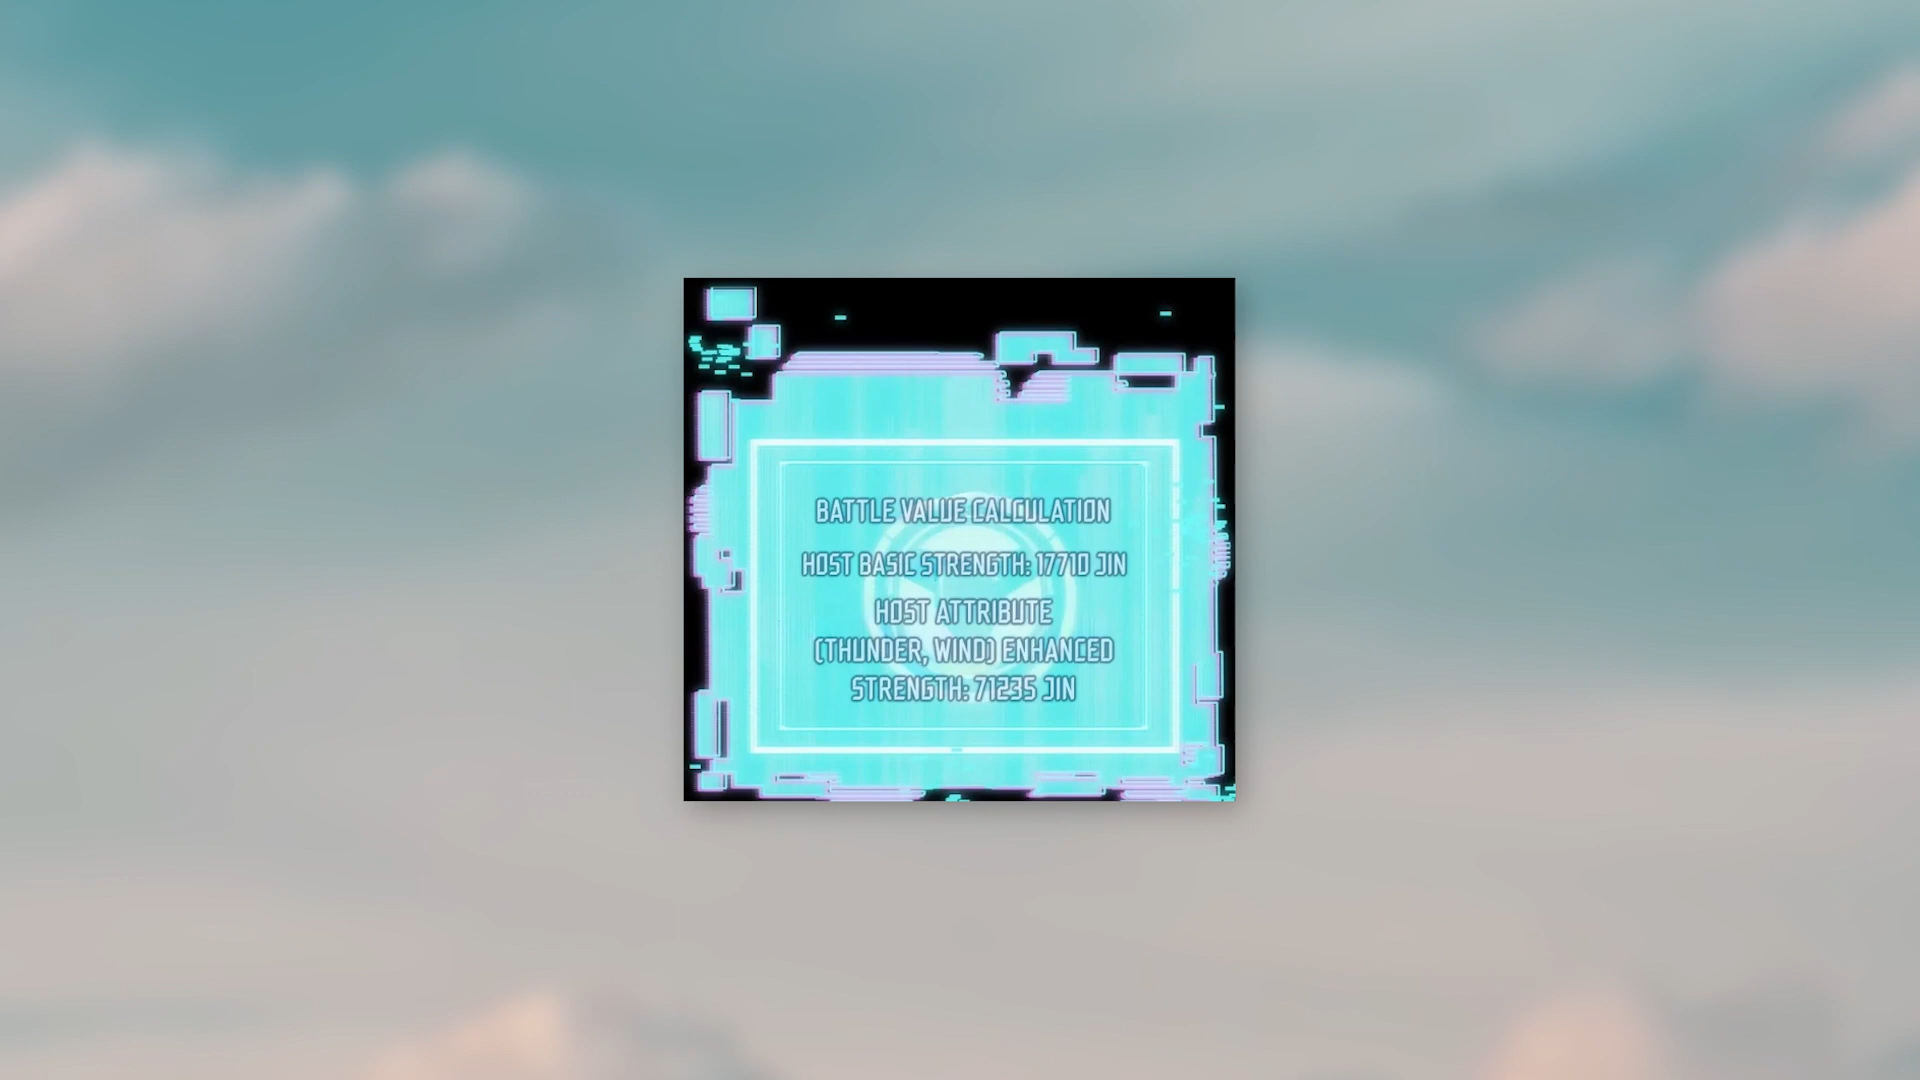 BATTLE VALUE CALCULATION
HOST BASIC STRENGTH: 17710 JIN
HOST ATTRIBUTE
(THUNDER, WIND) ENHANCED
STRENGTH: 71235 JIN